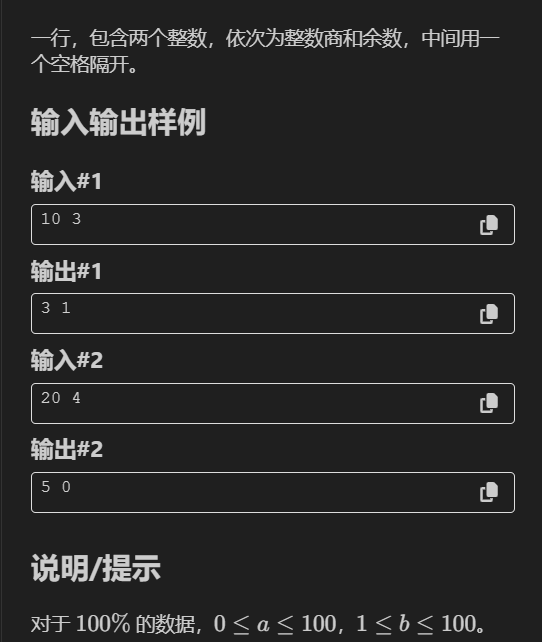 一行，包含两个整数，依次为整数商和余数，中间用一
个空格隔开。
输入输出样例
输入#1
10 3
输出#1
3 1
输入#2
20 4
输出#2
5 0
说明/提示
对于 100% 的数据，0 ≤ a ≤ 100，1 ≤ b ≤ 100。